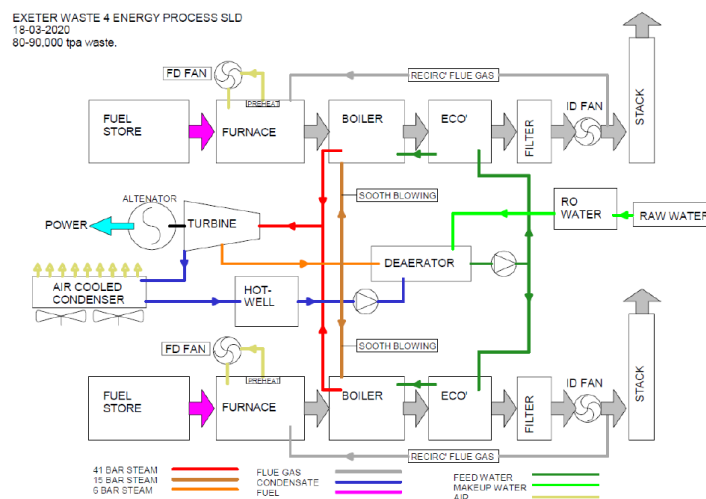 EXETER WASTE 4 ENERGY PROCESS SLD
18-03-2020
80-90,000 tpa waste.
FD FAN
PREHEAT
RECIRC' FLUE GAS
FUEL STORE
FURNACE
BOILER
ECO'
FILTER
ID FAN
STACK
SOOTH BLOWING
ALTENATOR
POWER
TURBINE
RO WATER
RAW WATER
AIR COOLED CONDENSER
HOT-WELL
DEAERATOR
SOOTH BLOWING
FD FAN
PREHEAT
FUEL STORE
FURNACE
BOILER
ECO'
FILTER
ID FAN
STACK
RECIRC' FLUE GAS
41 BAR STEAM
15 BAR STEAM
6 BAR STEAM
FLUE GAS
CONDENSATE
FUEL
FEED WATER
MAKEUP WATER
AIR